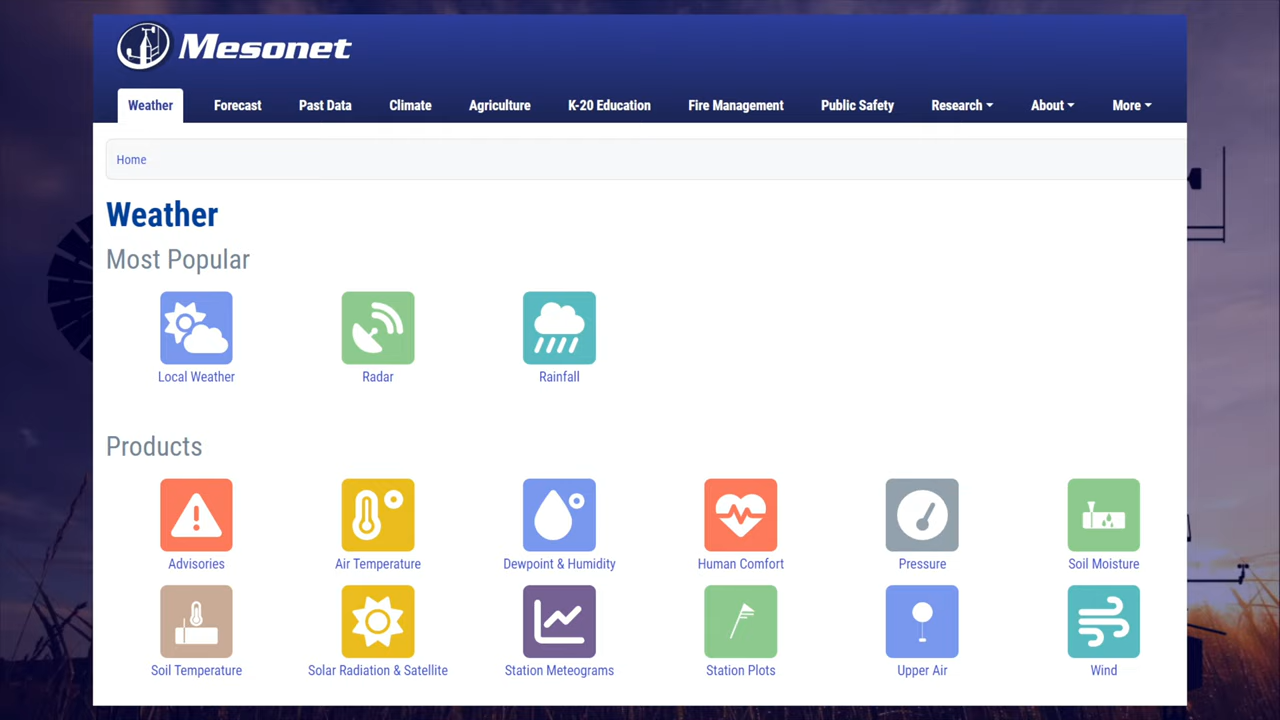 Mesonet
Weather Forecast Past Data Climate Agriculture K-20 Education Fire Management Public Safety Research About More
Home
Weather
Most Popular
Local Weather Radar Rainfall
Products
Advisories Air Temperature Dewpoint & Humidity Human Comfort Pressure Soil Moisture
Soil Temperature Solar Radiation & Satellite Station Meteograms Station Plots Upper Air Wind